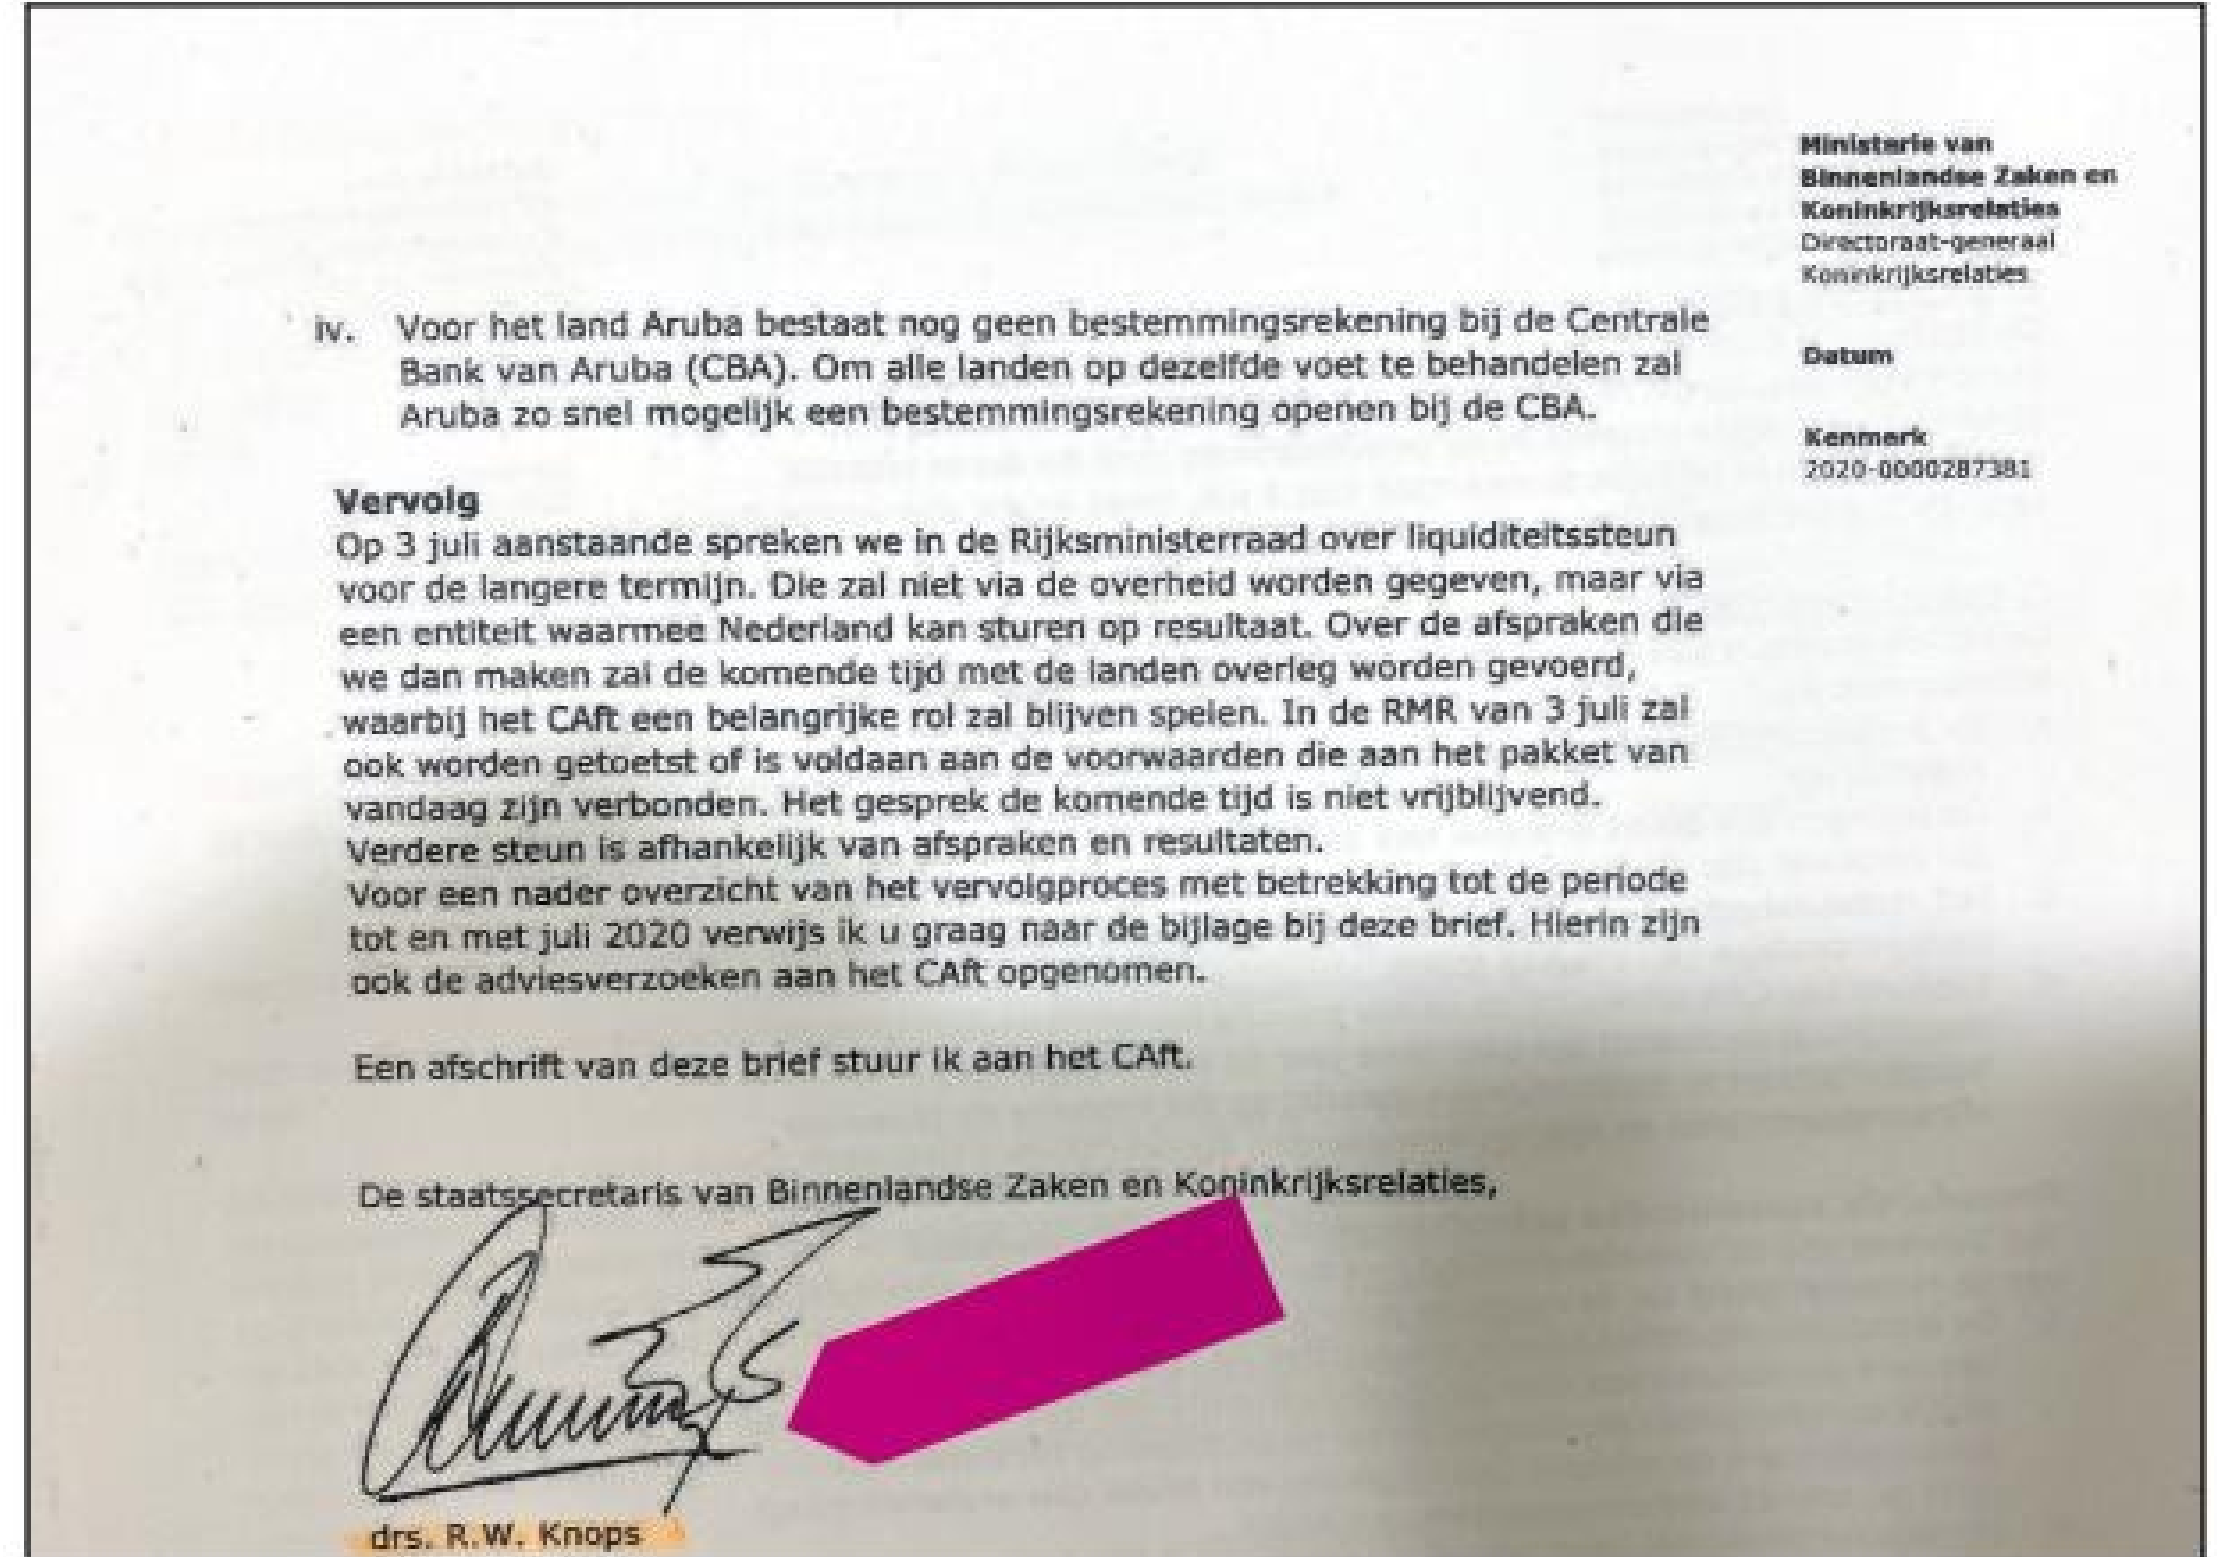 Ministerie van
Binnenlandse Zaken en
Koninkrijksrelaties
Directoraat-generaal
Koninkrijksrelaties
Datum
Kenmerk
2020-0000287381
iv. Voor het land Aruba bestaat nog geen bestemmingsrekening bij de Centrale
Bank van Aruba (CBA). Om alle landen op dezelfde voet te behandelen zal
Aruba zo snel mogelijk een bestemmingsrekening openen bij de CBA.
Vervolg
Op 3 juli aanstaande spreken we in de Rijksministerraad over liquiditeitssteun
voor de langere termijn. Die zal niet via de overheid worden gegeven, maar via
een entiteit waarmee Nederland kan sturen op resultaat. Over de afspraken die
we dan maken zal de komende tijd met de landen overleg worden gevoerd,
waarbij het CAft een belangrijke rol zal blijven spelen. In de RMR van 3 juli zal
ook worden getoetst of is voldaan aan de voorwaarden die aan het pakket van
vandaag zijn verbonden. Het gesprek de komende tijd is niet vrijblijvend.
Verdere steun is afhankelijk van afspraken en resultaten.
Voor een nader overzicht van het vervolgproces met betrekking tot de periode
tot en met juli 2020 verwijs ik u graag naar de bijlage bij deze brief. Hierin zijn
ook de adviesverzoeken aan het CAft opgenomen.
Een afschrift van deze brief stuur ik aan het CAft.
De staatssecretaris van Binnenlandse Zaken en Koninkrijksrelaties,
drs. R.W. Knops